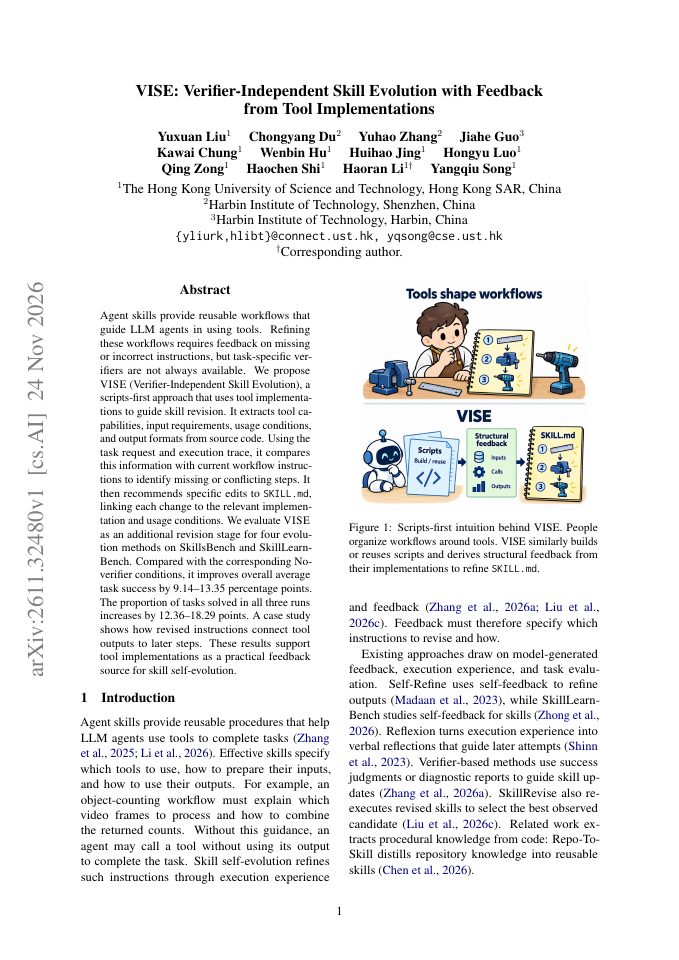 VISE: Verifier-Independent Skill Evolution with Feedback
from Tool Implementations
Yuxuan Liu1 Chongyang Du2 Yuhao Zhang2 Jiahe Guo3
Kawai Chung1 Wenbin Hu1 Huihao Jing1 Hongyu Luo1
Qing Zong1 Haochen Shi1 Haoran Li1† Yangqiu Song1
1The Hong Kong University of Science and Technology, Hong Kong SAR, China
2Harbin Institute of Technology, Shenzhen, China
3Harbin Institute of Technology, Harbin, China
{yliurk,hlibt}@connect.ust.hk, yqsong@cse.ust.hk
†Corresponding author.
arXiv:2611.32480v1 [cs.AI] 24 Nov 2026
Abstract
Agent skills provide reusable workflows that
guide LLM agents in using tools. Refining
these workflows requires feedback on missing
or incorrect instructions, but task-specific ver-
ifiers are not always available. We propose
VISE (Verifier-Independent Skill Evolution), a
scripts-first approach that uses tool implementa-
tions to guide skill revision. It extracts tool ca-
pabilities, input requirements, usage conditions,
and output formats from source code. Using the
task request and execution trace, it compares
this information with current workflow instruc-
tions to identify missing or conflicting steps. It
then recommends specific edits to SKILL.md,
linking each change to the relevant implemen-
tation and usage conditions. We evaluate VISE
as an additional revision stage for four evolu-
tion methods on SkillsBench and SkillLearn-
Bench. Compared with the corresponding No-
verifier conditions, it improves overall average
task success by 9.14–13.35 percentage points.
The proportion of tasks solved in all three runs
increases by 12.36–18.29 points. A case study
shows how revised instructions connect tool
outputs to later steps. These results support
tool implementations as a practical feedback
source for skill self-evolution.
1 Introduction
Agent skills provide reusable procedures that help
LLM agents use tools to complete tasks (Zhang
et al., 2025; Li et al., 2026). Effective skills specify
which tools to use, how to prepare their inputs,
and how to use their outputs. For example, an
object-counting workflow must explain which
video frames to process and how to combine
the returned counts. Without this guidance, an
agent may call a tool without using its output
to complete the task. Skill self-evolution refines
such instructions through execution experience
Tools shape workflows
1
2
3
VISE
Scripts
Build / reuse
</>
Structural
feedback
Inputs
Calls
Outputs
SKILL.md
1
2
3
Figure 1: Scripts-first intuition behind VISE. People
organize workflows around tools. VISE similarly builds
or reuses scripts and derives structural feedback from
their implementations to refine SKILL.md.
and feedback (Zhang et al., 2026a; Liu et al.,
2026c). Feedback must therefore specify which
instructions to revise and how.
Existing approaches draw on model-generated
feedback, execution experience, and task evalu-
ation. Self-Refine uses self-feedback to refine
outputs (Madaan et al., 2023), while SkillLearn-
Bench studies self-feedback for skills (Zhong et al.,
2026). Reflexion turns execution experience into
verbal reflections that guide later attempts (Shinn
et al., 2023). Verifier-based methods use success
judgments or diagnostic reports to guide skill up-
dates (Zhang et al., 2026a). SkillRevise also re-
executes revised skills to select the best observed
candidate (Liu et al., 2026c). Related work ex-
tracts procedural knowledge from code: Repo-To-
Skill distills repository knowledge into reusable
skills (Chen et al., 2026).
1